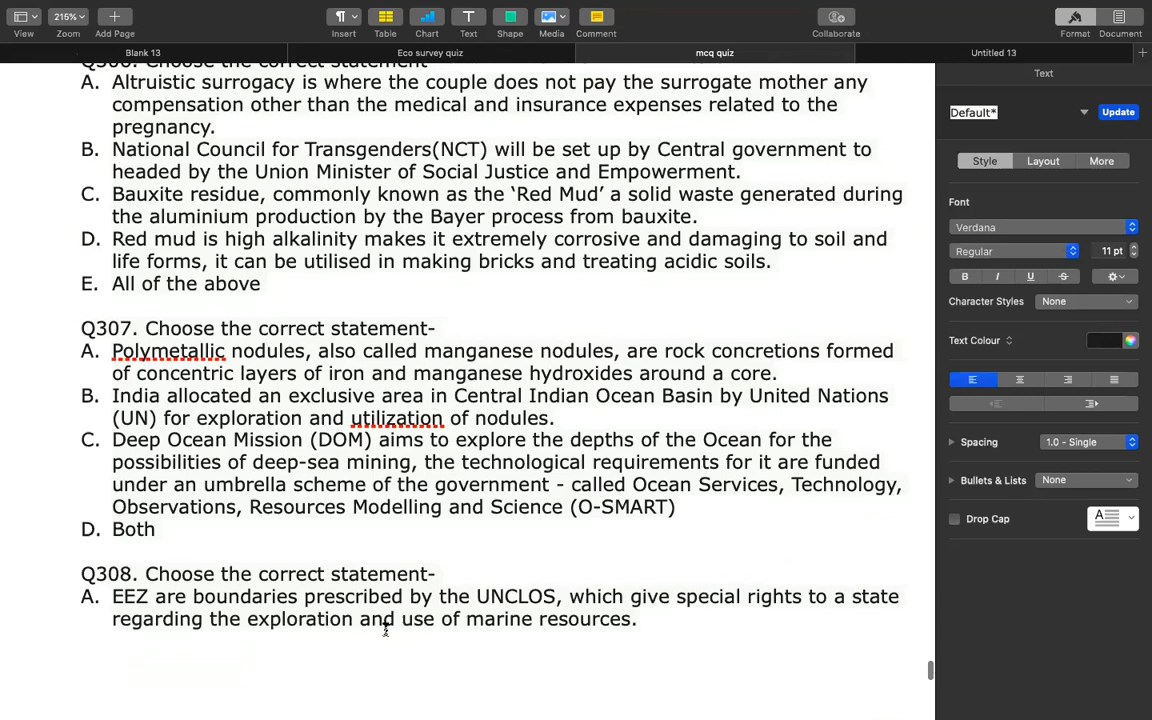 215%
View
Zoom
Add Page
Insert
Table
Chart
Text
Shape
Media
Comment
Collaborate
Format
Document
Blank 13
Eco survey quiz
mcq quiz
Untitled 13
Q306. Choose the correct statement-
A. Altruistic surrogacy is where the couple does not pay the surrogate mother any
compensation other than the medical and insurance expenses related to the
pregnancy.
B. National Council for Transgenders(NCT) will be set up by Central government to
headed by the Union Minister of Social Justice and Empowerment.
C. Bauxite residue, commonly known as the ‘Red Mud’ a solid waste generated during
the aluminium production by the Bayer process from bauxite.
D. Red mud is high alkalinity makes it extremely corrosive and damaging to soil and
life forms, it can be utilised in making bricks and treating acidic soils.
E. All of the above
Q307. Choose the correct statement-
A. Polymetallic nodules, also called manganese nodules, are rock concretions formed
of concentric layers of iron and manganese hydroxides around a core.
B. India allocated an exclusive area in Central Indian Ocean Basin by United Nations
(UN) for exploration and utilization of nodules.
C. Deep Ocean Mission (DOM) aims to explore the depths of the Ocean for the
possibilities of deep-sea mining, the technological requirements for it are funded
under an umbrella scheme of the government - called Ocean Services, Technology,
Observations, Resources Modelling and Science (O-SMART)
D. Both
Q308. Choose the correct statement-
A. EEZ are boundaries prescribed by the UNCLOS, which give special rights to a state
regarding the exploration and use of marine resources.
Text
Default*
Update
Style
Layout
More
Font
Verdana
Regular
11 pt
B I U S
Character Styles
None
Text Colour
Spacing
1.0 - Single
Bullets & Lists
None
Drop Cap
A